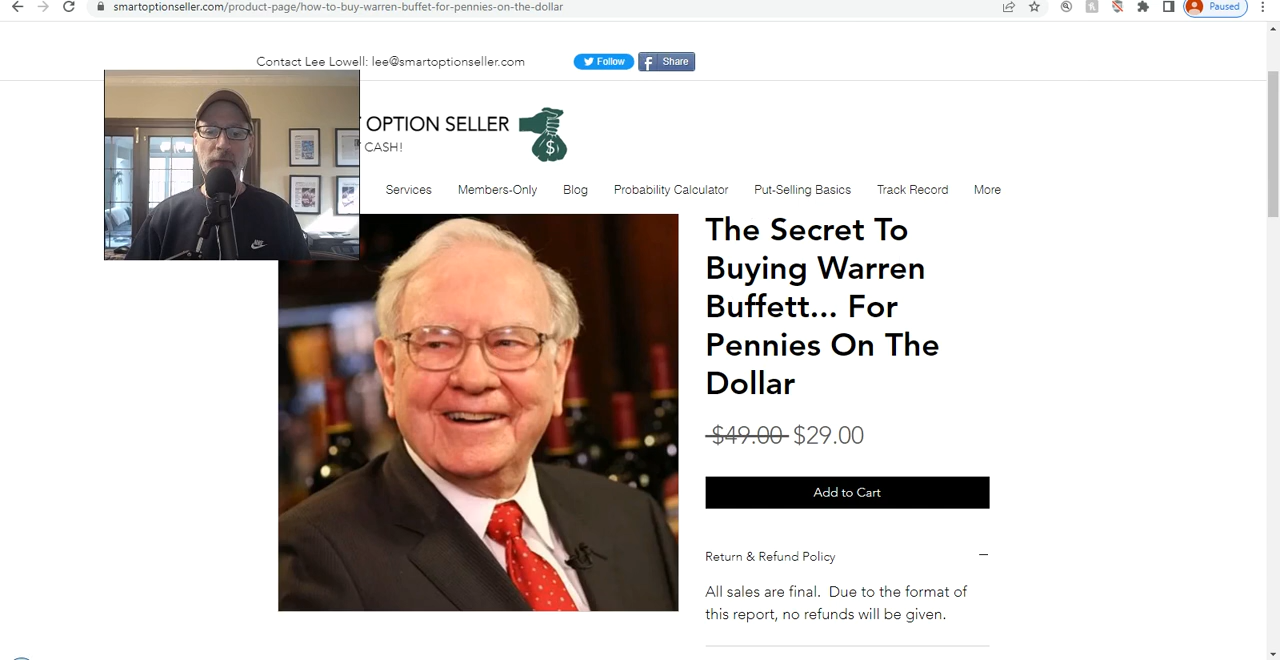 smartoptionseller.com/product-page/how-to-buy-warren-buffet-for-pennies-on-the-dollar
Paused
Contact Lee Lowell: lee@smartoptionseller.com
Follow
Share
OPTION SELLER
CASH!
$
Services
Members-Only
Blog
Probability Calculator
Put-Selling Basics
Track Record
More
The Secret To
Buying Warren
Buffett... For
Pennies On The
Dollar
$49.00 $29.00
Add to Cart
Return & Refund Policy
All sales are final. Due to the format of
this report, no refunds will be given.